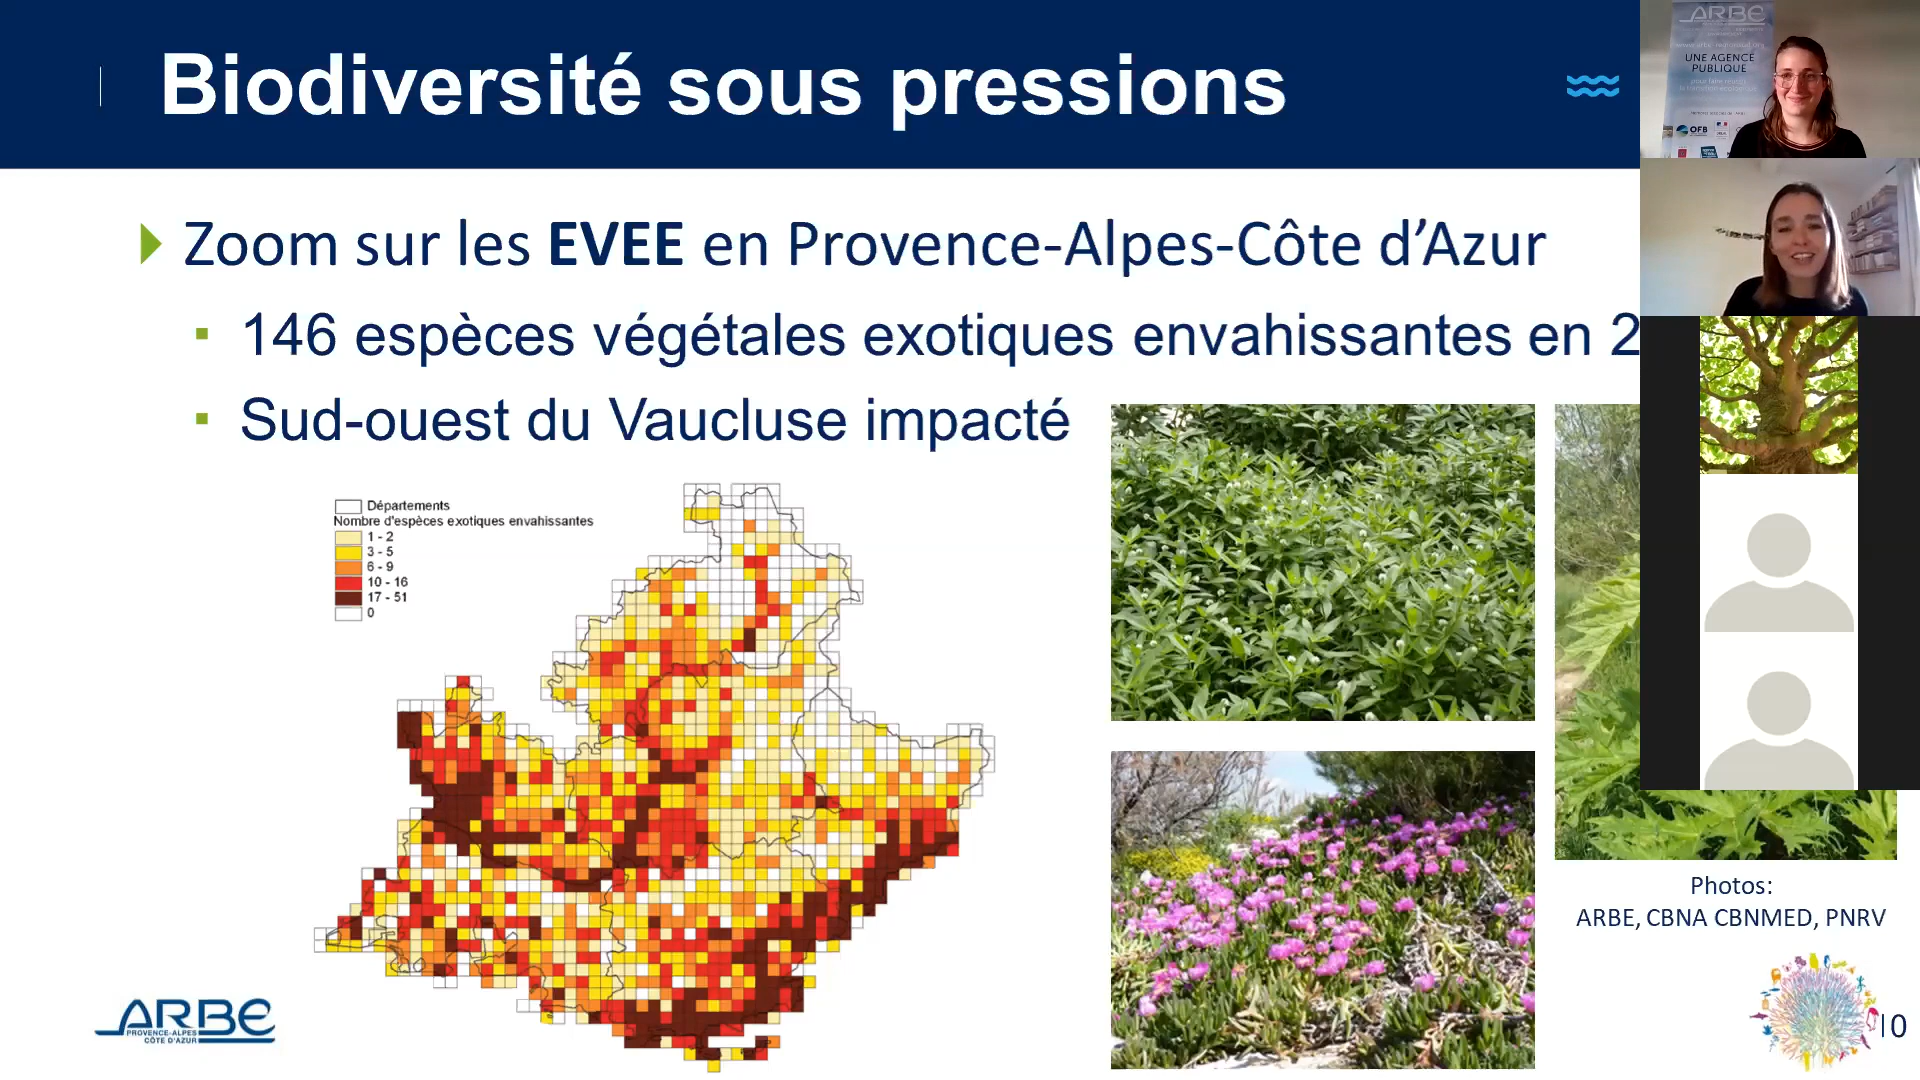 Biodiversité sous pressions
ARBE
UNE AGENCE
PUBLIQUE
OFB
Zoom sur les EVEE en Provence-Alpes-Côte d’Azur
146 espèces végétales exotiques envahissantes en 2
Sud-ouest du Vaucluse impacté
Départements
Nombre d'espèces exotiques envahissantes
1 - 2
3 - 5
6 - 9
10 - 16
17 - 51
0
Photos:
ARBE, CBNA CBNMED, PNRV
ARBE
PROVENCE-ALPES
CÔTE D'AZUR
10